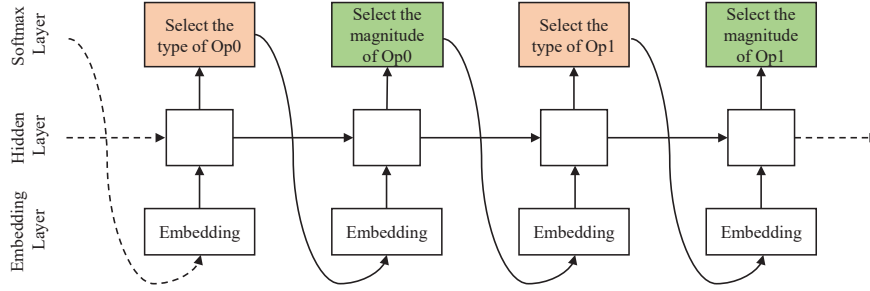 Softmax
Layer
Select the
type of Op0
Select the
magnitude
of Op0
Select the
type of Op1
Select the
magnitude
of Op1
Hidden
Layer
Embedding
Layer
Embedding
Embedding
Embedding
Embedding